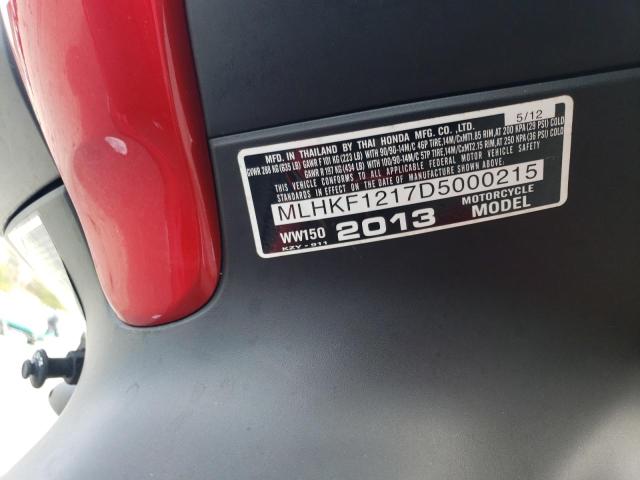 MFD. IN THAILAND BY THAI HONDA MFG. CO., LTD. 5/12
GVWR 288 KG (635 LB) GAWR F 101 KG (223 LB) WITH 90/90-14M/C 46P TIRE, 14M/CxMT1.85 RIM, AT 200 KPA (29 PSI) COLD
GAWR R 197 KG (434 LB) WITH 100/90-14M/C 57P TIRE, 14M/CxMT2.15 RIM, AT 250 KPA (36 PSI) COLD
THIS VEHICLE CONFORMS TO ALL APPLICABLE FEDERAL MOTOR VEHICLE SAFETY
STANDARDS IN EFFECT ON THE DATE OF MANUFACTURE SHOWN ABOVE.
MLHKF1217D5000215
WW150 2013 MOTORCYCLE
MODEL
KZY - 911